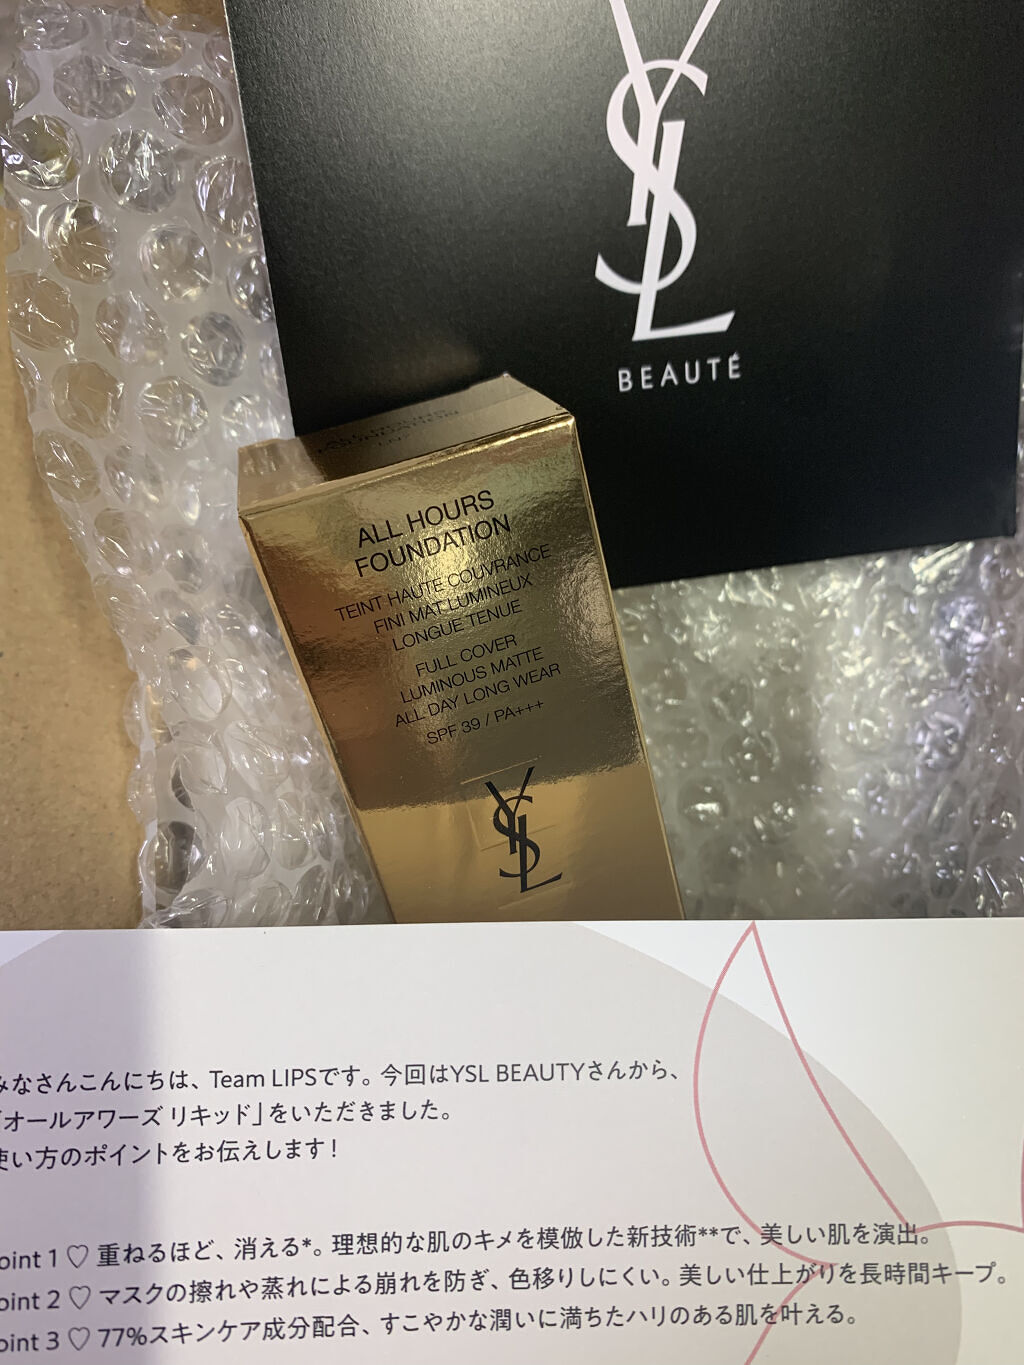 YSL
BEAUTÉ
ALL HOURS
FOUNDATION
ALL HOURS
FOUNDATION
TEINT HAUTE COUVRANCE
FINI MAT LUMINEUX
LONGUE TENUE
FULL COVER
LUMINOUS MATTE
ALL DAY LONG WEAR
SPF 39 / PA+++
YSL
みなさんこんにちは、Team LIPSです。今回はYSL BEAUTYさんから、
「オールアワーズ リキッド」をいただきました。
使い方のポイントをお伝えします！
oint 1 ♡ 重ねるほど、消える*。理想的な肌のキメを模倣した新技術**で、美しい肌を演出。
oint 2 ♡ マスクの擦れや蒸れによる崩れを防ぎ、色移りしにくい。美しい仕上がりを長時間キープ。
oint 3 ♡ 77%スキンケア成分配合、すこやかな潤いに満ちたハリのある肌を叶える。